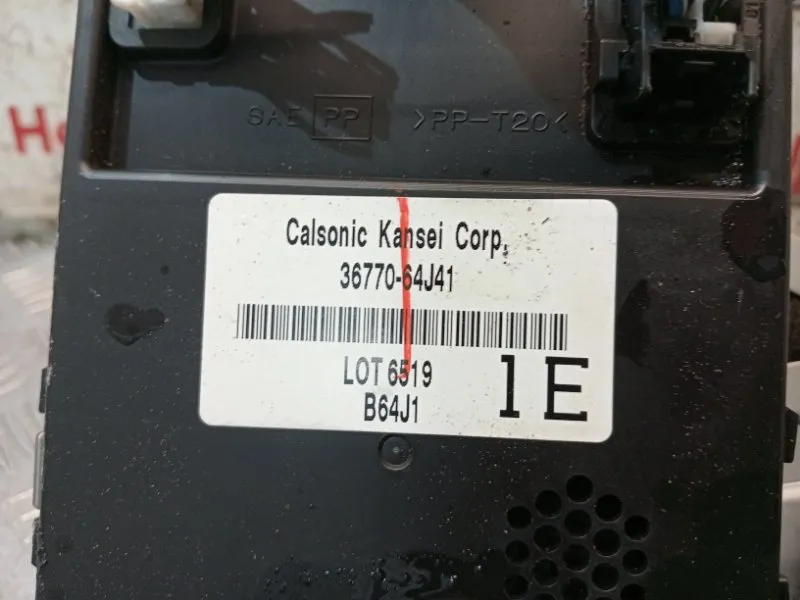 SAE PP >PP-T20<
Calsonic Kansei Corp.
36770-64J41
LOT 6519
B64J1
1E